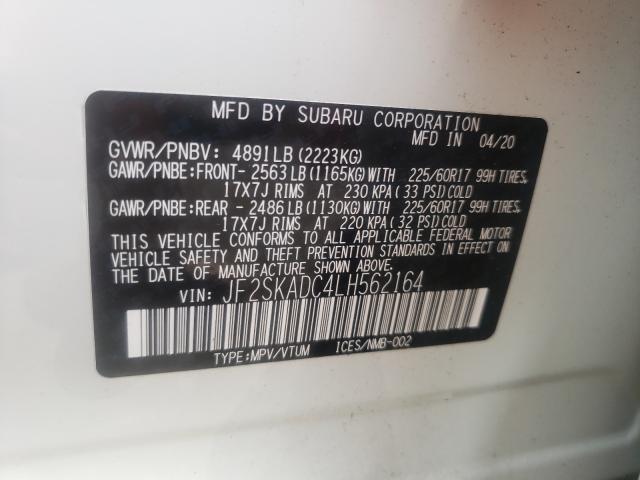 MFD BY SUBARU CORPORATION
MFD IN 04/20
GVWR/PNBV: 4891LB(2223KG)
GAWR/PNBE:FRONT- 2563LB(1165KG)WITH 225/60R17 99H TIRES,
17X7J RIMS AT 230 KPA(33 PSI)COLD
GAWR/PNBE:REAR - 2486LB(1130KG)WITH 225/60R17 99H TIRES,
17X7J RIMS AT 220 KPA(32 PSI)COLD
THIS VEHICLE CONFORMS TO ALL APPLICABLE FEDERAL MOTOR
VEHICLE SAFETY AND THEFT PREVENTION STANDARDS IN EFFECT ON
THE DATE OF MANUFACTURE SHOWN ABOVE.
VIN: JF2SKADC4LH562164
TYPE:MPV/VTUM ICES/NMB-002